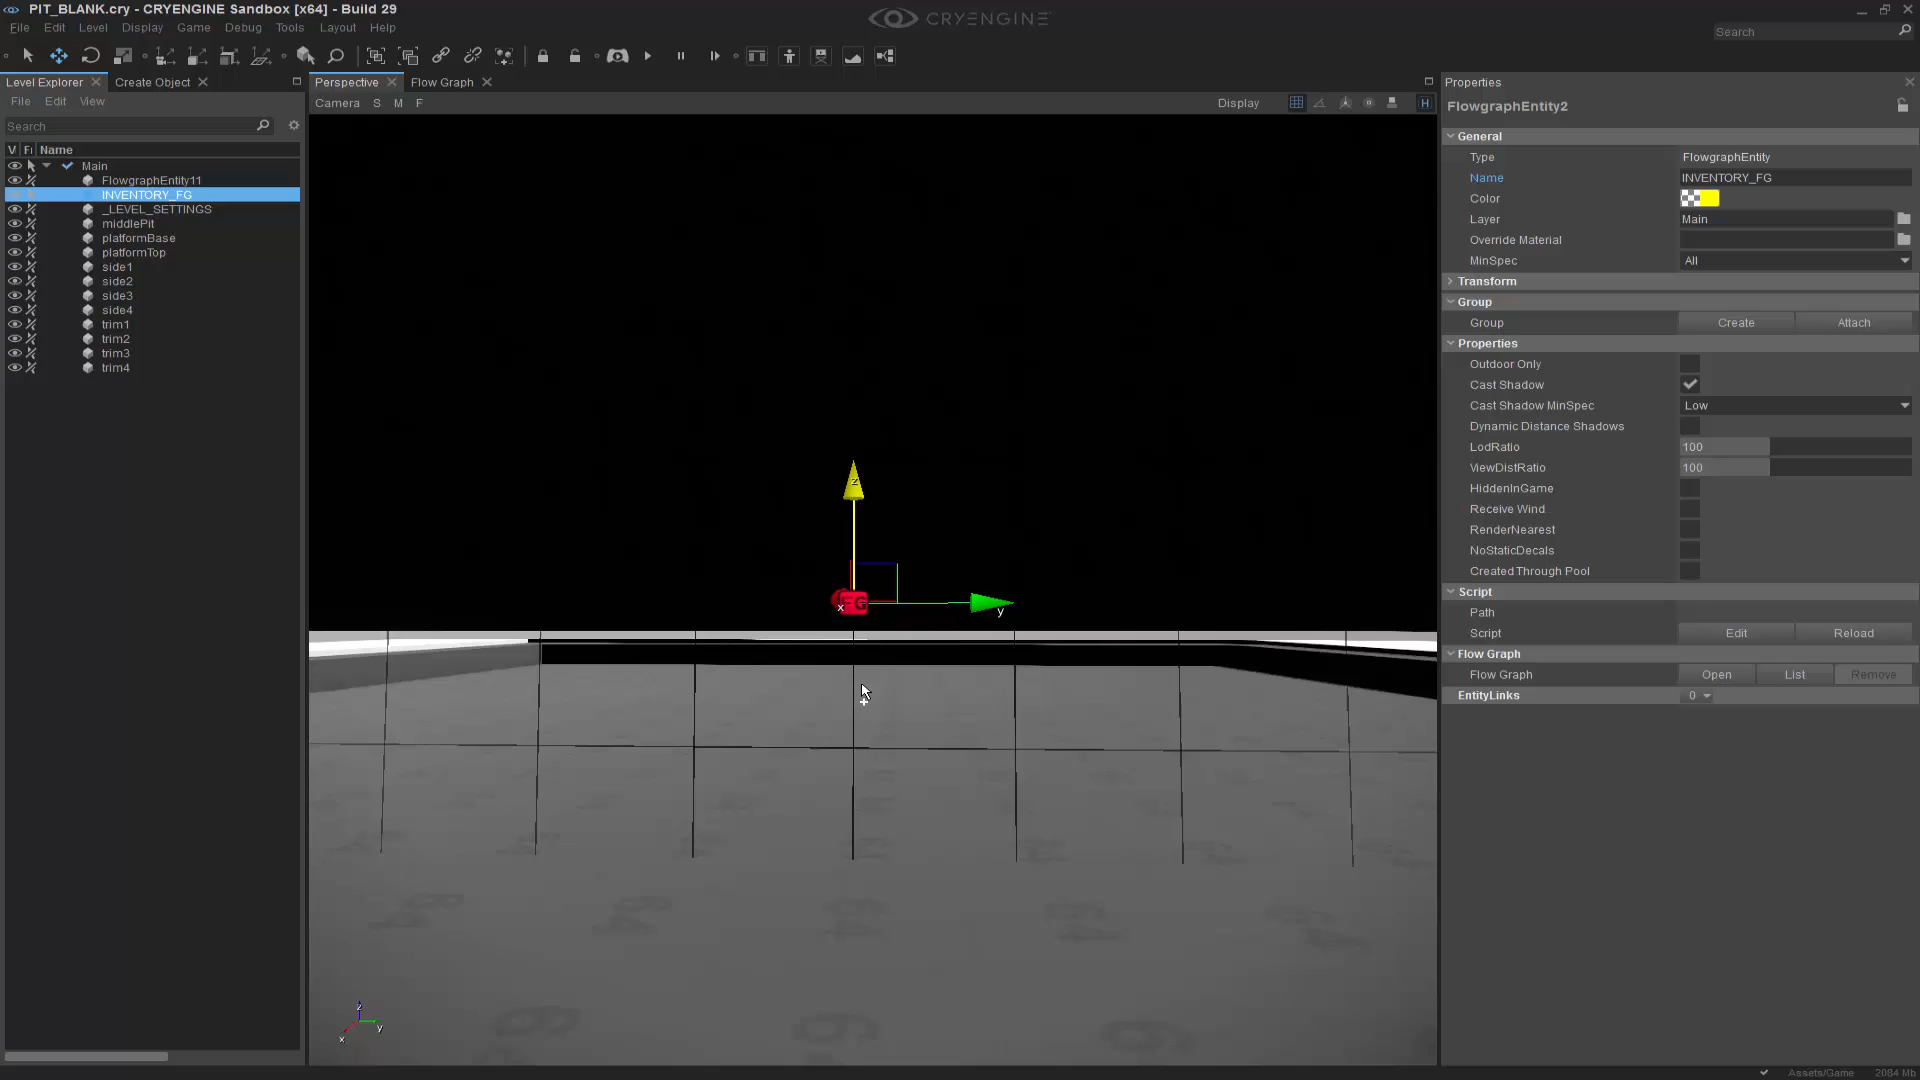 PIT_BLANK.cry - CRYENGINE Sandbox [x64] - Build 29
CRYENGINE
File Edit Level Display Game Debug Tools Layout Help
Search
Level Explorer
Create Object
Perspective
Flow Graph
Properties
File Edit View
Camera S M F
Display
H
FlowgraphEntity2
Search
V Fi Name
Main
FlowgraphEntity11
INVENTORY_FG
_LEVEL_SETTINGS
middlePit
platformBase
platformTop
side1
side2
side3
side4
trim1
trim2
trim3
trim4
z
FG
x
y
z
y
x
General
Type FlowgraphEntity
Name INVENTORY_FG
Color
Layer Main
Override Material
MinSpec All
Transform
Group
Group Create Attach
Properties
Outdoor Only
Cast Shadow
Cast Shadow MinSpec Low
Dynamic Distance Shadows
LodRatio 100
ViewDistRatio 100
HiddenInGame
Receive Wind
RenderNearest
NoStaticDecals
Created Through Pool
Script
Path
Script Edit Reload
Flow Graph
Flow Graph Open List Remove
EntityLinks 0
Assets/Game 2084 Mb